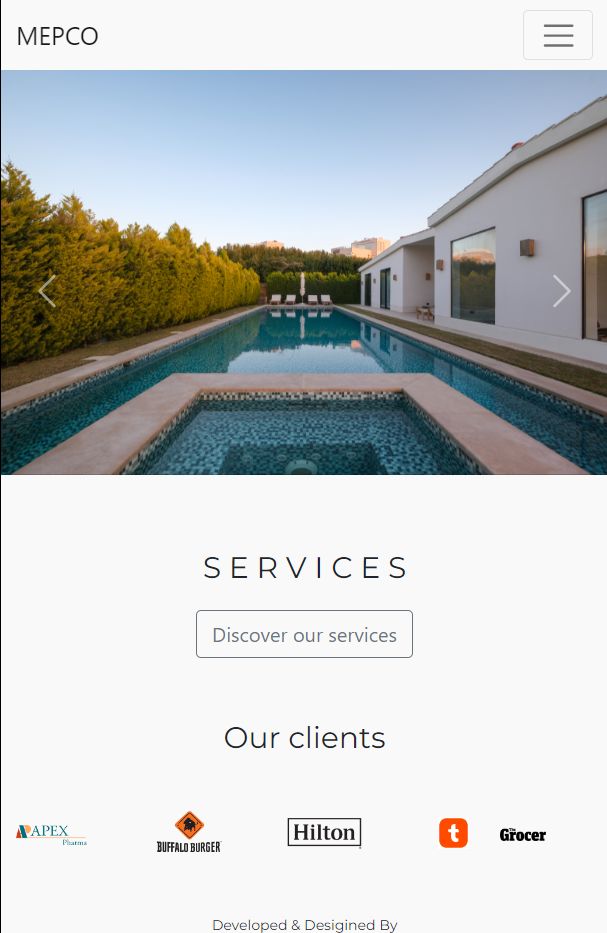 MEPCO
SERVICES
Discover our services
Our clients
APEX
Pharma
BUFFALO BURGER
Hilton
t
The
Grocer
Developed & Desigined By